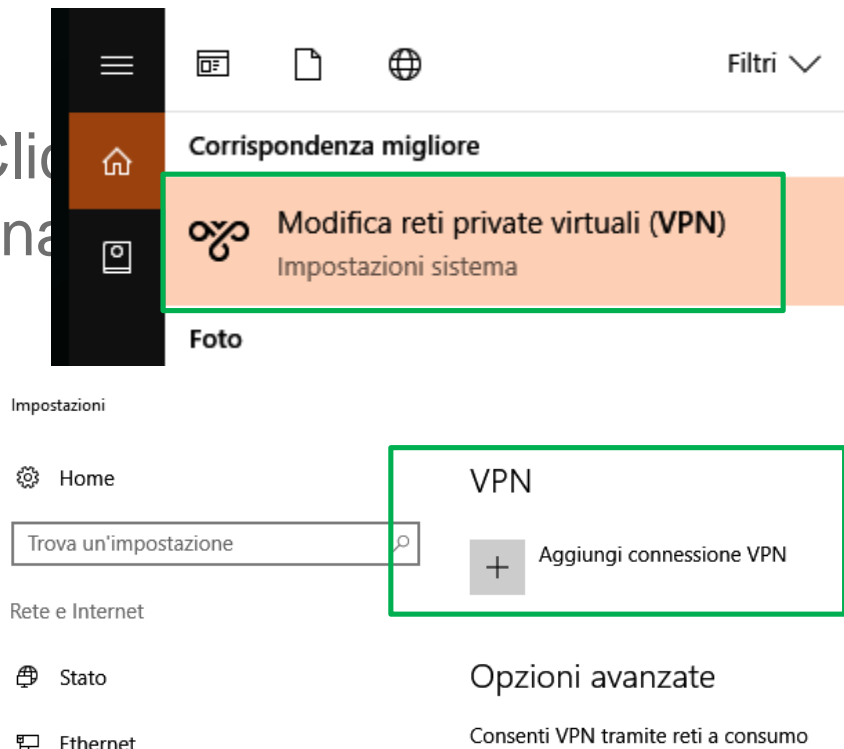 Filtri
Corrispondenza migliore
Modifica reti private virtuali (VPN)
Impostazioni sistema
Foto
Impostazioni
Home
Trova un'impostazione
Rete e Internet
Stato
Ethernet
VPN
Aggiungi connessione VPN
Opzioni avanzate
Consenti VPN tramite reti a consumo